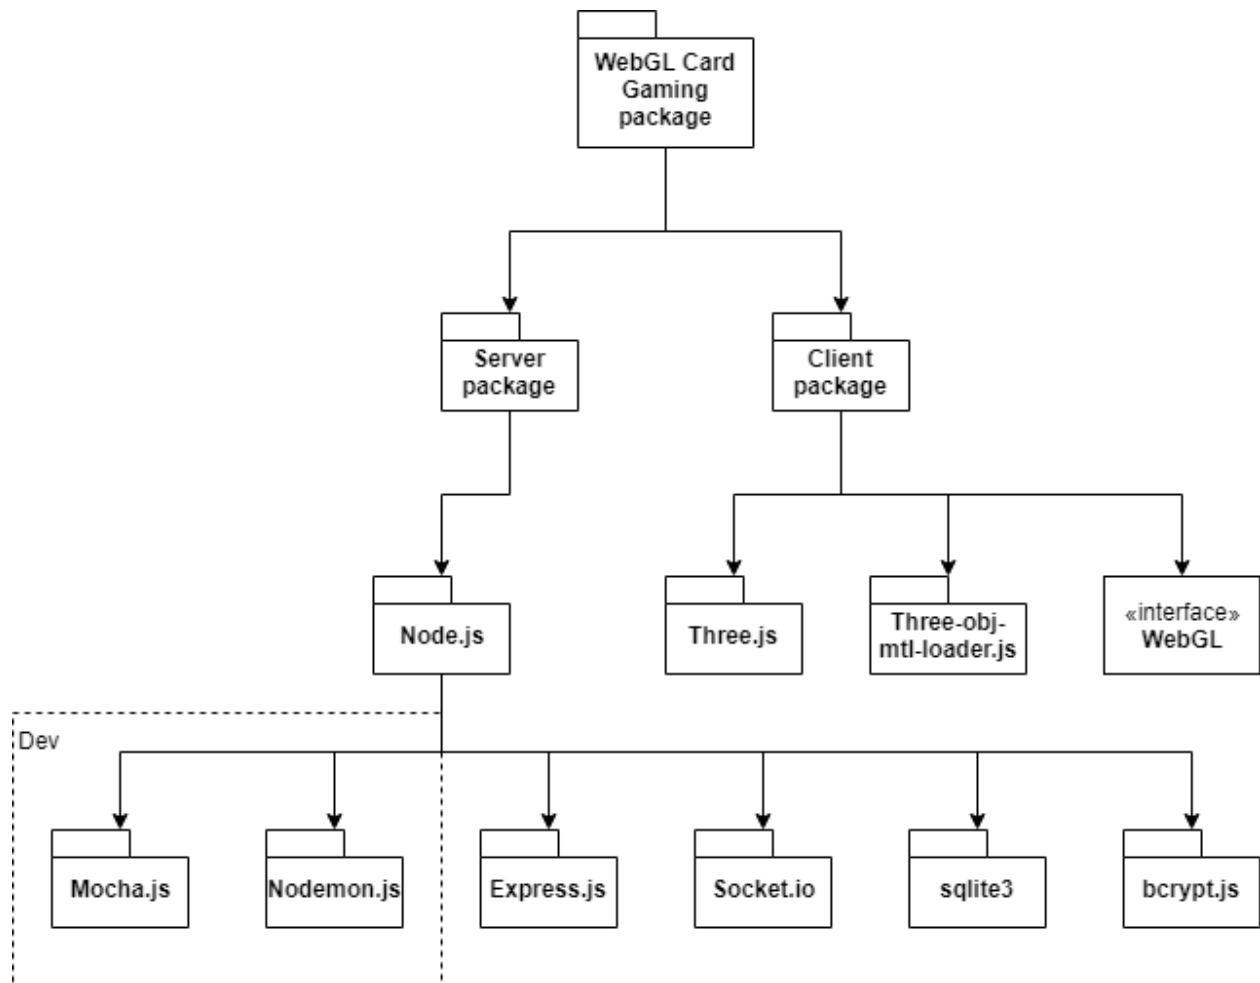 WebGL Card
Gaming
package
Server
package
Client
package
Node.js
Three.js
Three-obj-
mtl-loader.js
«interface»
WebGL
Dev
Mocha.js
Nodemon.js
Express.js
Socket.io
sqlite3
bcrypt.js